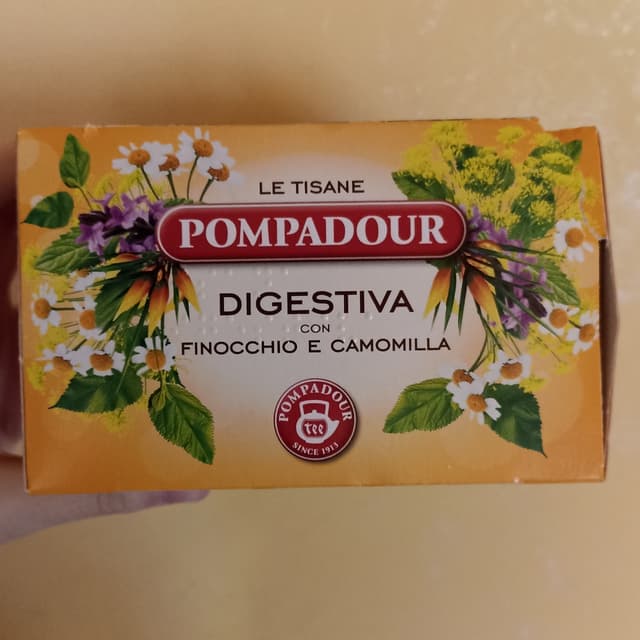 LE TISANE
POMPADOUR
DIGESTIVA
CON
FINOCCHIO E CAMOMILLA
POMPADOUR
tee
SINCE 1913